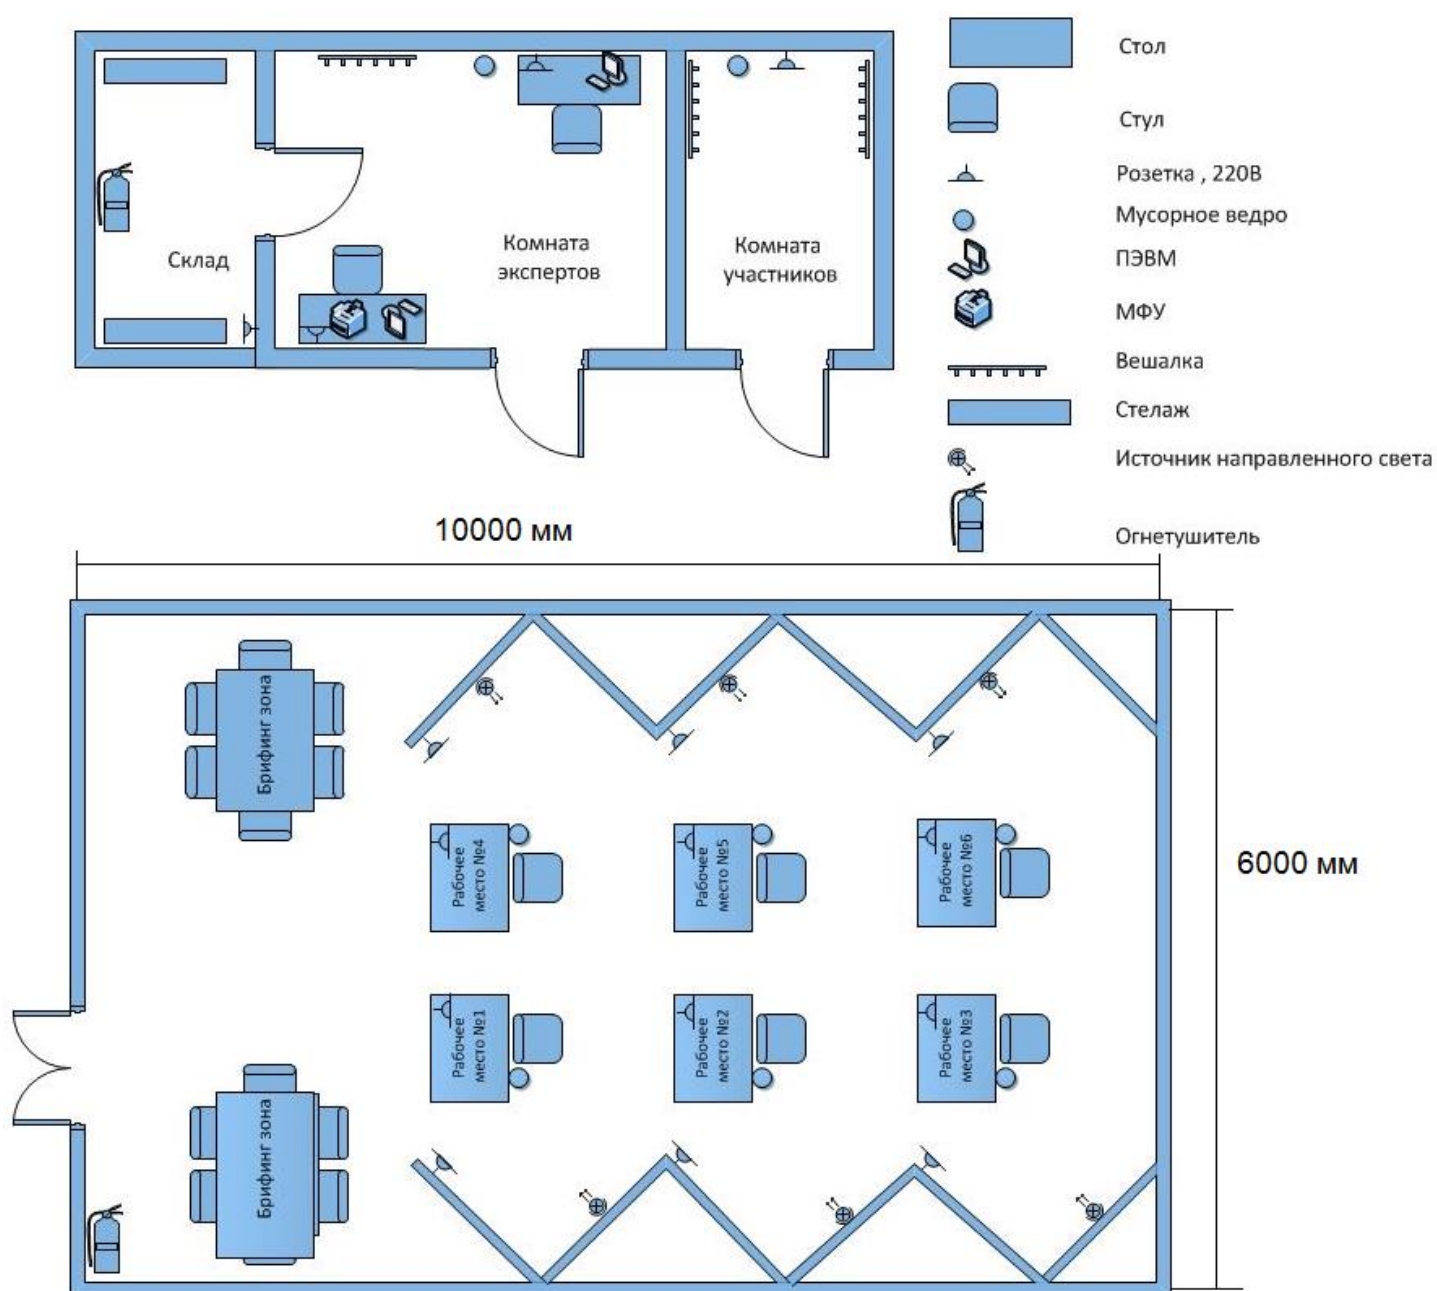 Стол
Стул
Розетка , 220В
Мусорное ведро
ПЭВМ
МФУ
Вешалка
Стелаж
Источник направленного света
Огнетушитель
Склад
Комната
экспертов
Комната
участников
10000 мм
6000 мм
Брифинг зона
Рабочее
место №4
Рабочее
место №5
Рабочее
место №6
Рабочее
место №1
Рабочее
место №2
Рабочее
место №3
Брифинг зона